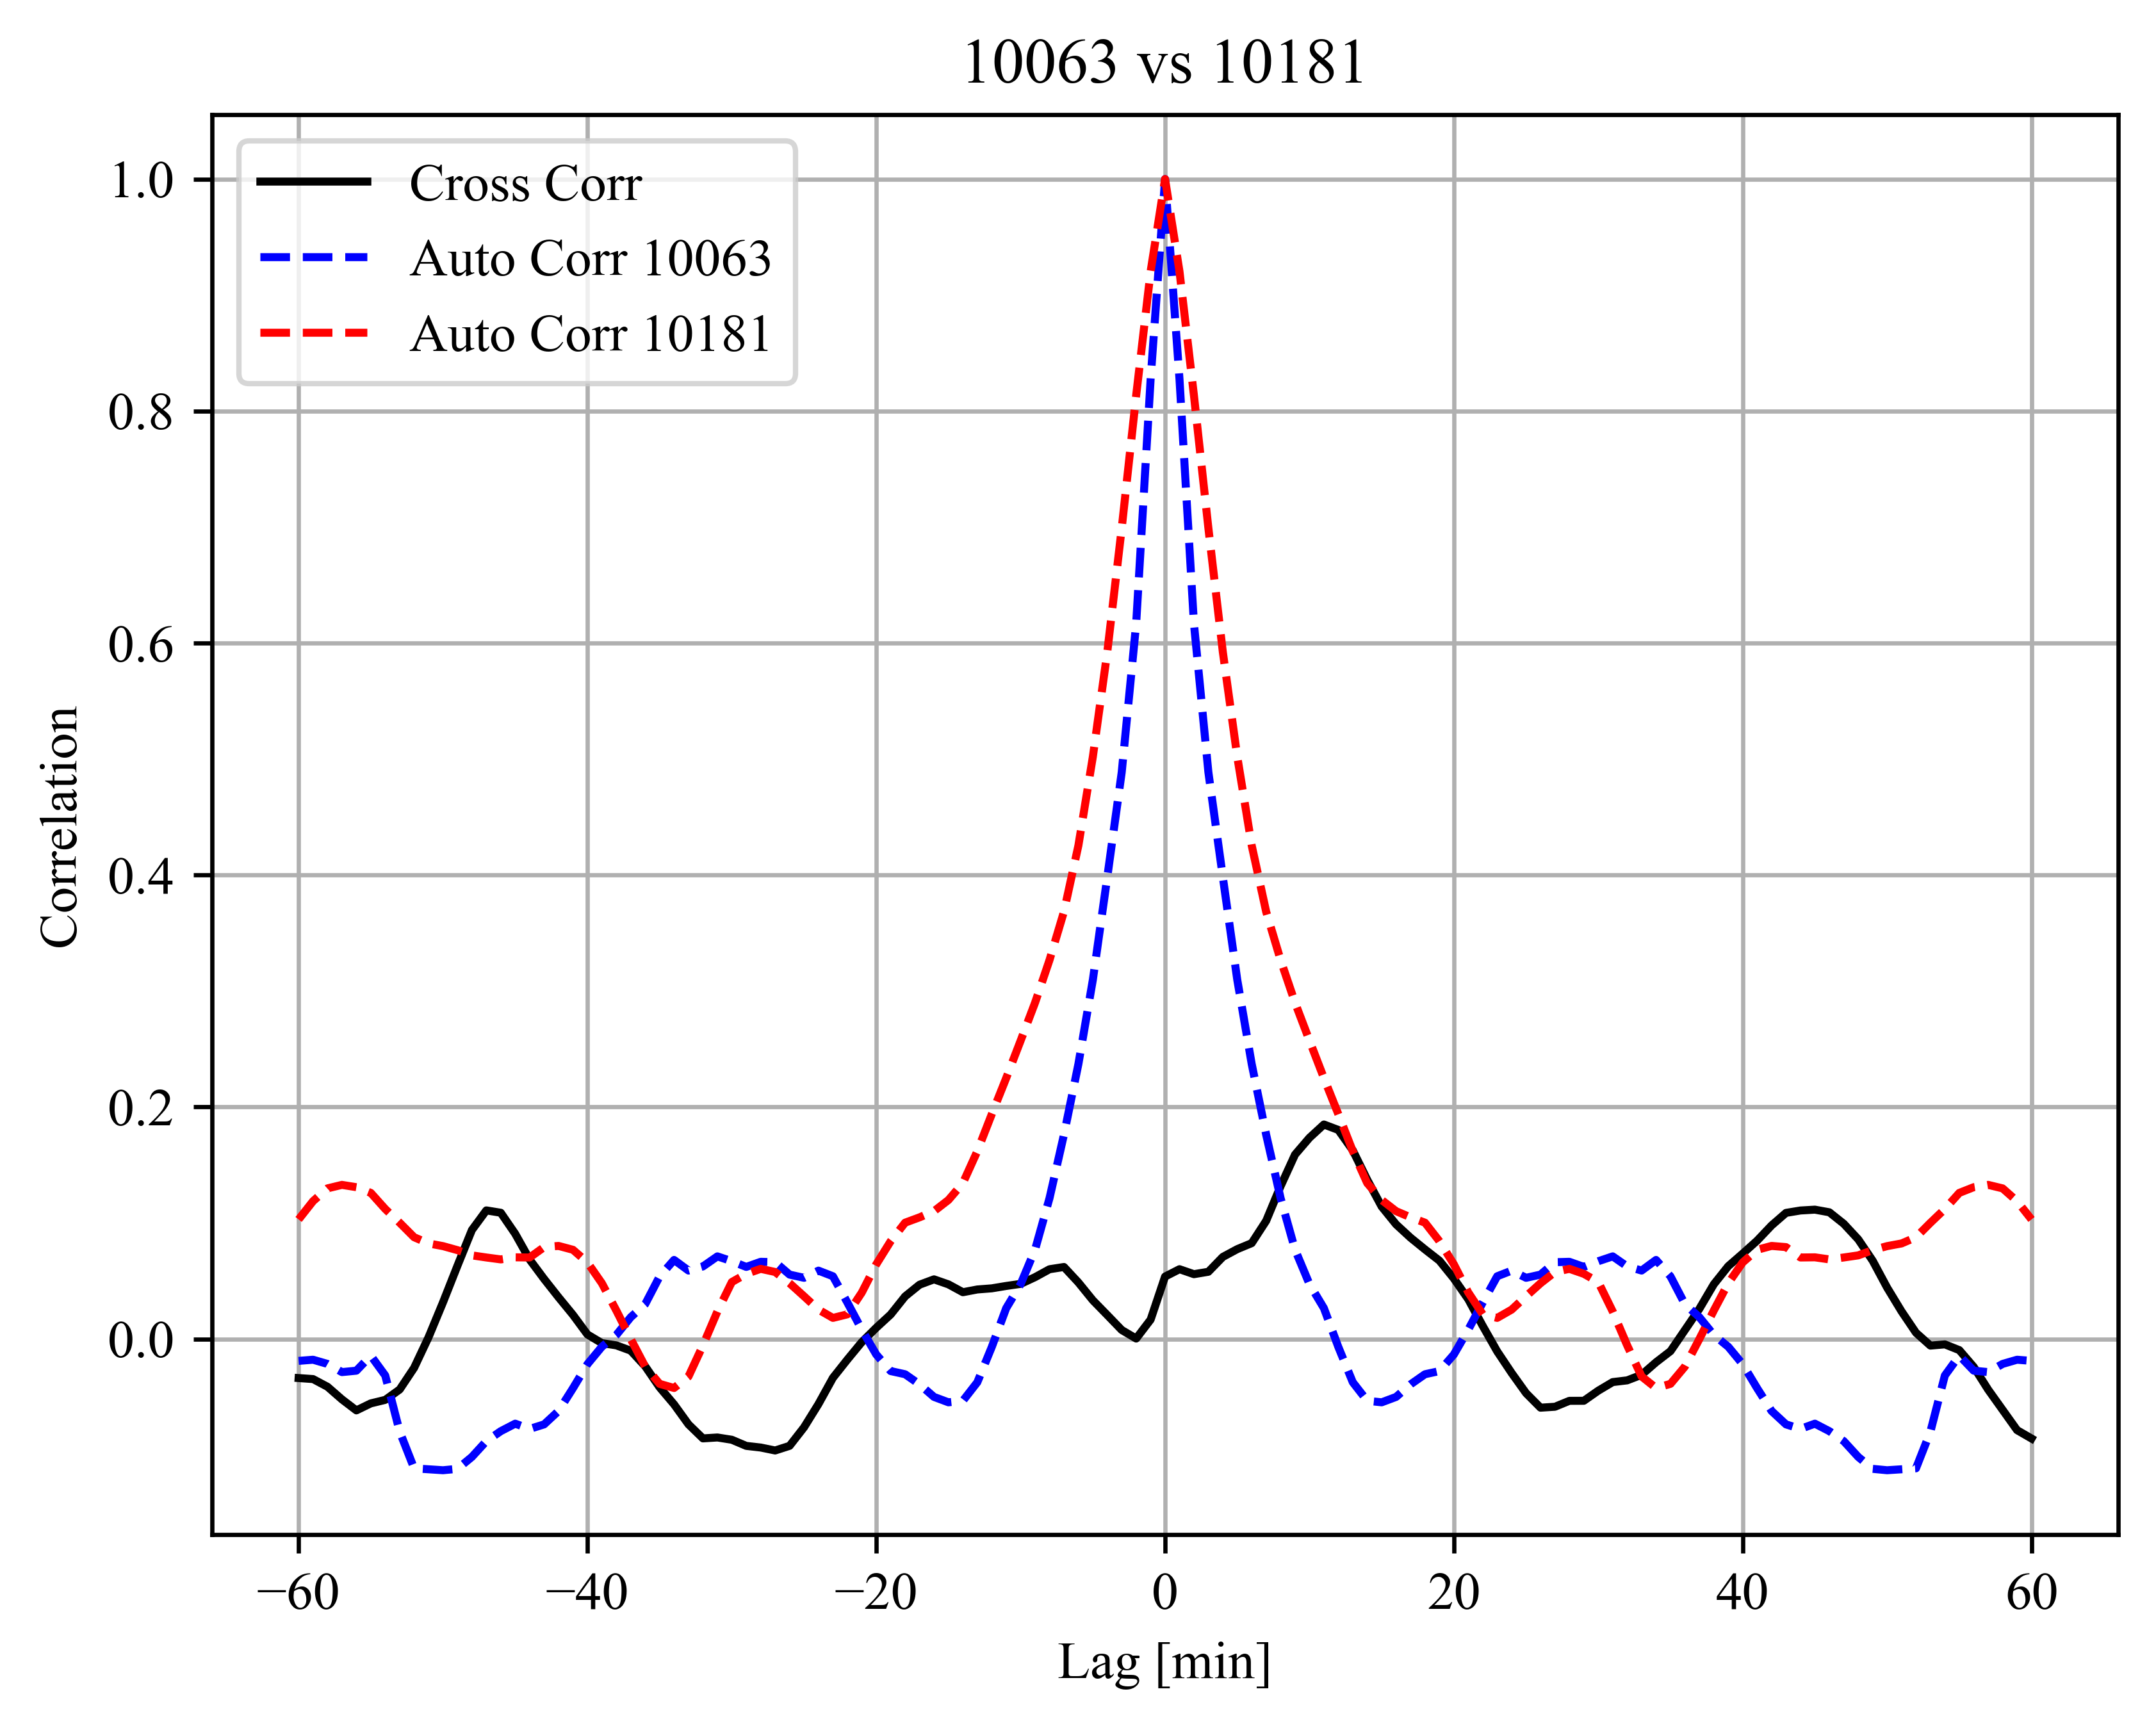 10063 vs 10181
Cross Corr
Auto Corr 10063
Auto Corr 10181
1.0
0.8
0.6
0.4
0.2
0.0
Correlation
−60 −40 −20 0 20 40 60
Lag [min]